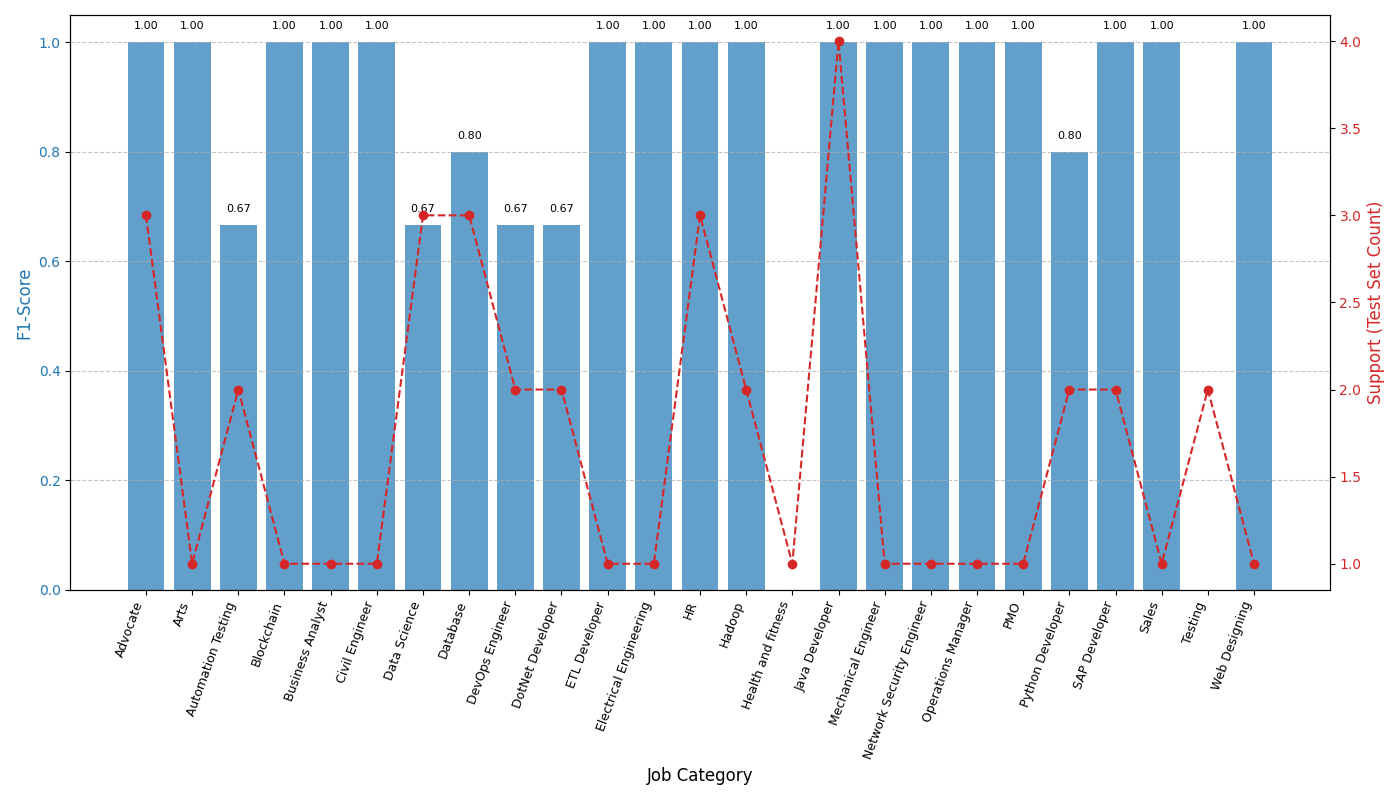 1.00 1.00 1.00 1.00 1.00 1.00 1.00 1.00 1.00 1.00 1.00 1.00 1.00 1.00 1.00 1.00 1.00
1.0
4.0
3.5
0.80 0.80
0.8
3.0
0.67 0.67 0.67 0.67
0.6
2.5
0.4
2.0
1.5
0.2
1.0
0.0
F1-Score
Support (Test Set Count)
Advocate
Arts
Automation Testing
Blockchain
Business Analyst
Civil Engineer
Data Science
Database
DevOps Engineer
DotNet Developer
ETL Developer
Electrical Engineering
HR
Hadoop
Health and fitness
Java Developer
Mechanical Engineer
Network Security Engineer
Operations Manager
PMO
Python Developer
SAP Developer
Sales
Testing
Web Designing
Job Category